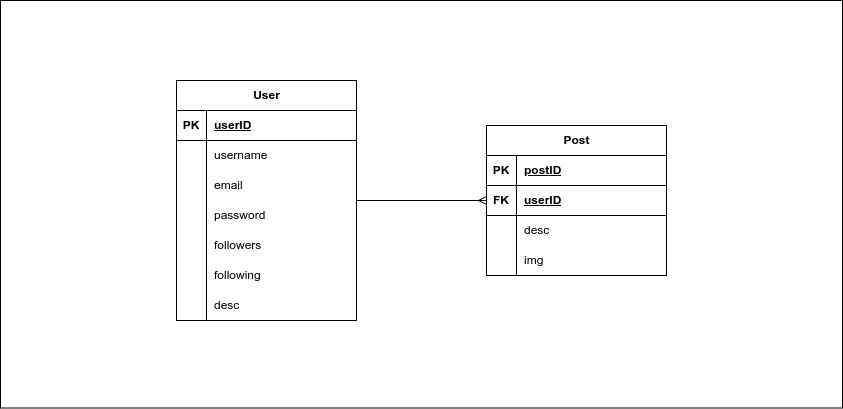 User
PK userID
username
email
password
followers
following
desc
Post
PK postID
FK userID
desc
img